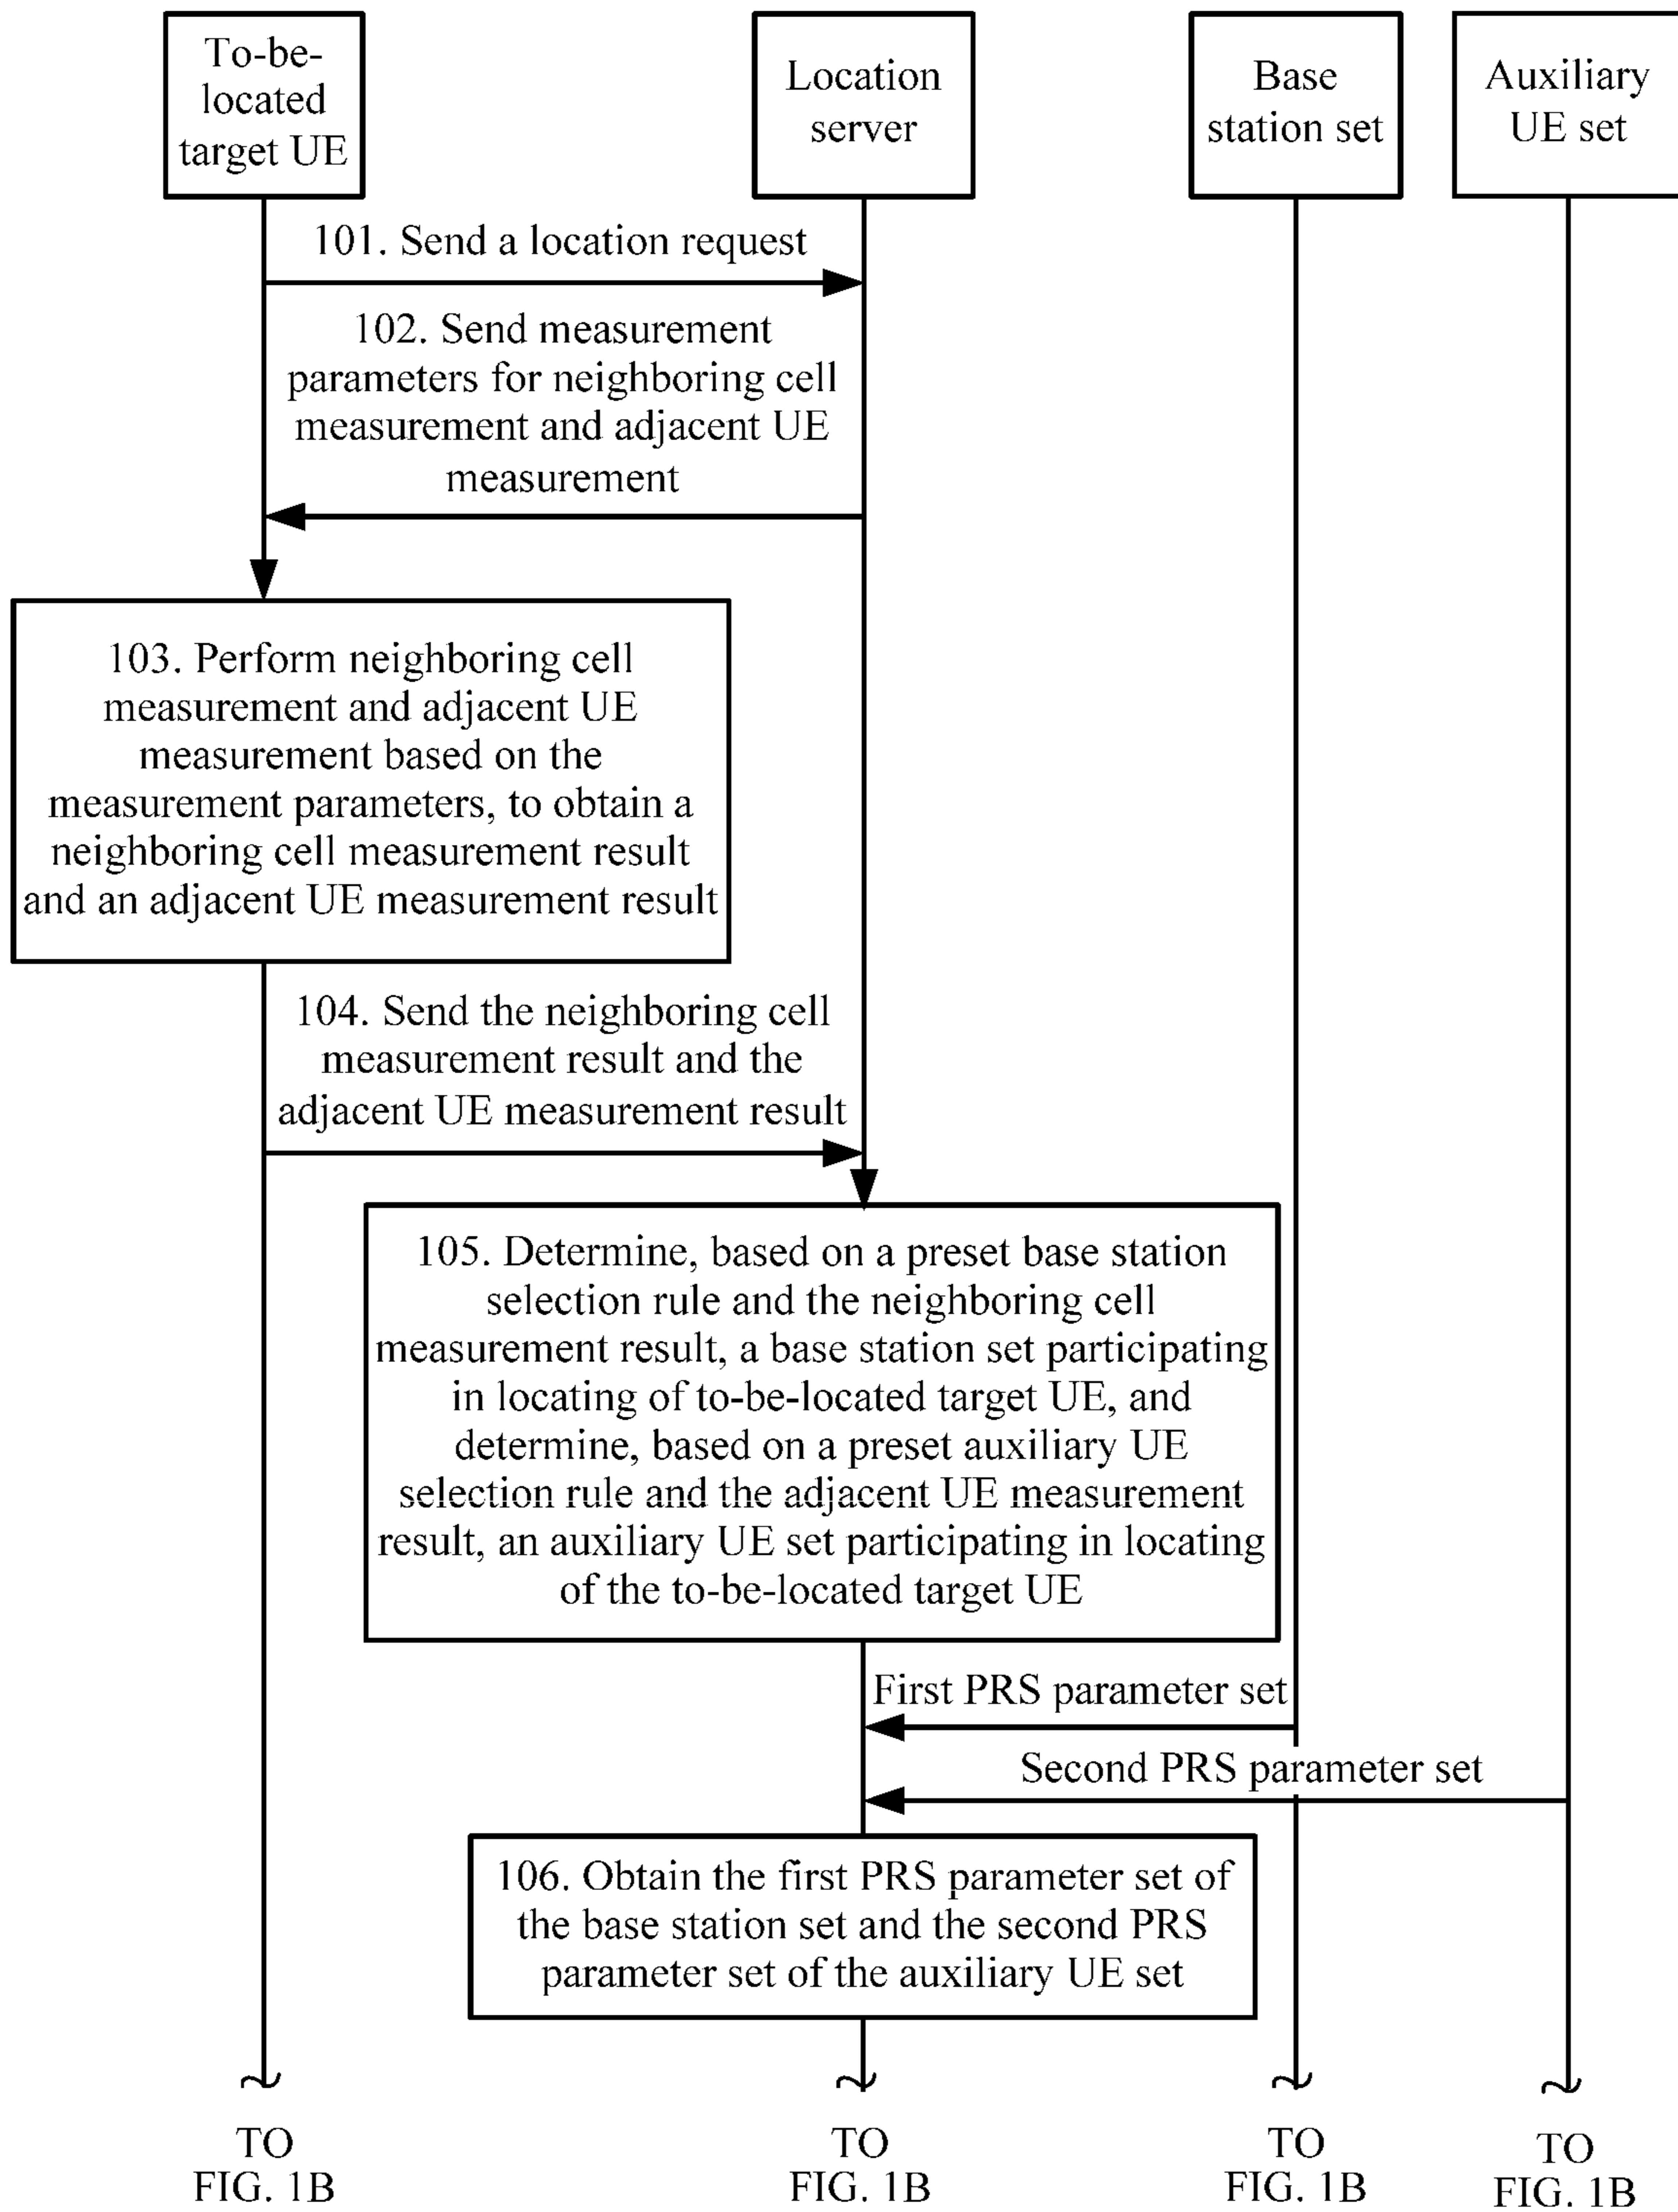 To-be-
located
target UE
Location
server
Base
station set
Auxiliary
UE set
101. Send a location request
102. Send measurement
parameters for neighboring cell
measurement and adjacent UE
measurement
103. Perform neighboring cell
measurement and adjacent UE
measurement based on the
measurement parameters, to obtain a
neighboring cell measurement result
and an adjacent UE measurement result
104. Send the neighboring cell
measurement result and the
adjacent UE measurement result
105. Determine, based on a preset base station
selection rule and the neighboring cell
measurement result, a base station set participating
in locating of to-be-located target UE, and
determine, based on a preset auxiliary UE
selection rule and the adjacent UE measurement
result, an auxiliary UE set participating in locating
of the to-be-located target UE
First PRS parameter set
Second PRS parameter set
106. Obtain the first PRS parameter set of
the base station set and the second PRS
parameter set of the auxiliary UE set
TO
FIG. 1B
TO
FIG. 1B
TO
FIG. 1B
TO
FIG. 1B